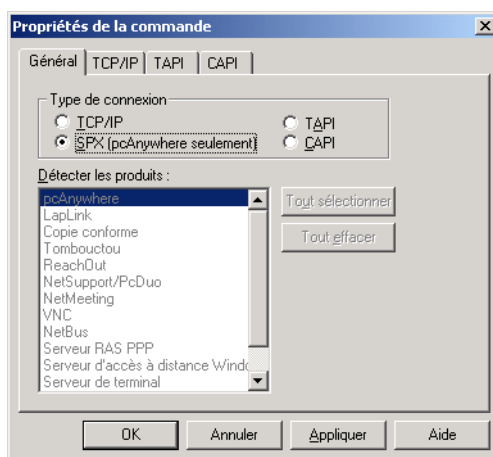 Propriétés de la commande
Général TCP/IP TAPI CAPI
Type de connexion
TCP/IP TAPI
SPX (pcAnywhere seulement) CAPI
Détecter les produits :
pcAnywhere
LapLink
Copie conforme
Tombouctou
ReachOut
NetSupport/PcDuo
NetMeeting
VNC
NetBus
Serveur RAS PPP
Serveur d'accès à distance Windo
Serveur de terminal
Tout sélectionner
Tout effacer
OK Annuler Appliquer Aide